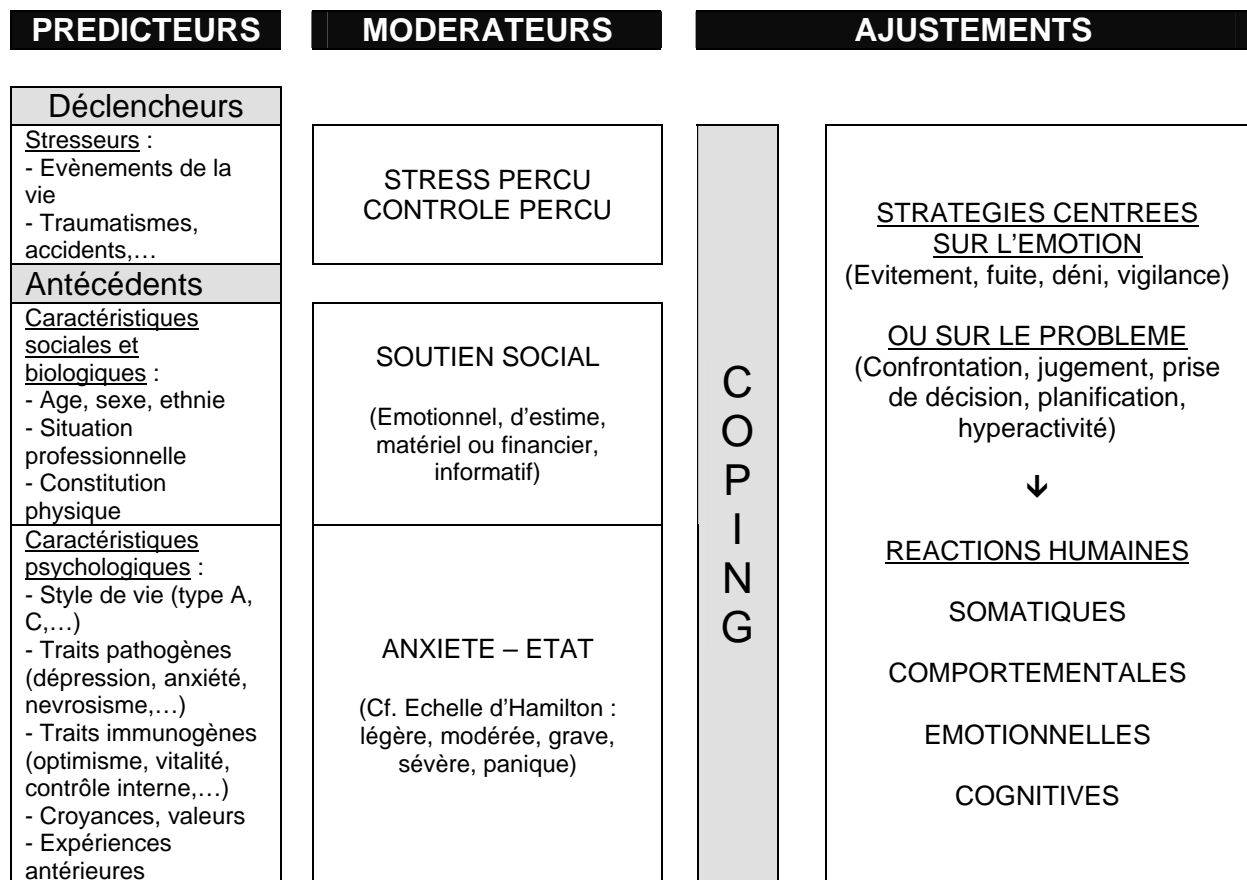 PREDICTEURS
MODERATEURS
AJUSTEMENTS
Déclencheurs
Stresseurs :
- Evènements de la
vie
- Traumatismes,
accidents,…
Antécédents
Caractéristiques
sociales et
biologiques :
- Age, sexe, ethnie
- Situation
professionnelle
- Constitution
physique
Caractéristiques
psychologiques :
- Style de vie (type A,
C,…)
- Traits pathogènes
(dépression, anxiété,
nevrosisme,…)
- Traits immunogènes
(optimisme, vitalité,
contrôle interne,…)
- Croyances, valeurs
- Expériences
antérieures
STRESS PERCU
CONTROLE PERCU
SOUTIEN SOCIAL
(Emotionnel, d’estime,
matériel ou financier,
informatif)
ANXIETE – ETAT
(Cf. Echelle d’Hamilton :
légère, modérée, grave,
sévère, panique)
C
O
P
I
N
G
STRATEGIES CENTREES
SUR L’EMOTION
(Evitement, fuite, déni, vigilance)
OU SUR LE PROBLEME
(Confrontation, jugement, prise
de décision, planification,
hyperactivité)
↓
REACTIONS HUMAINES
SOMATIQUES
COMPORTEMENTALES
EMOTIONNELLES
COGNITIVES